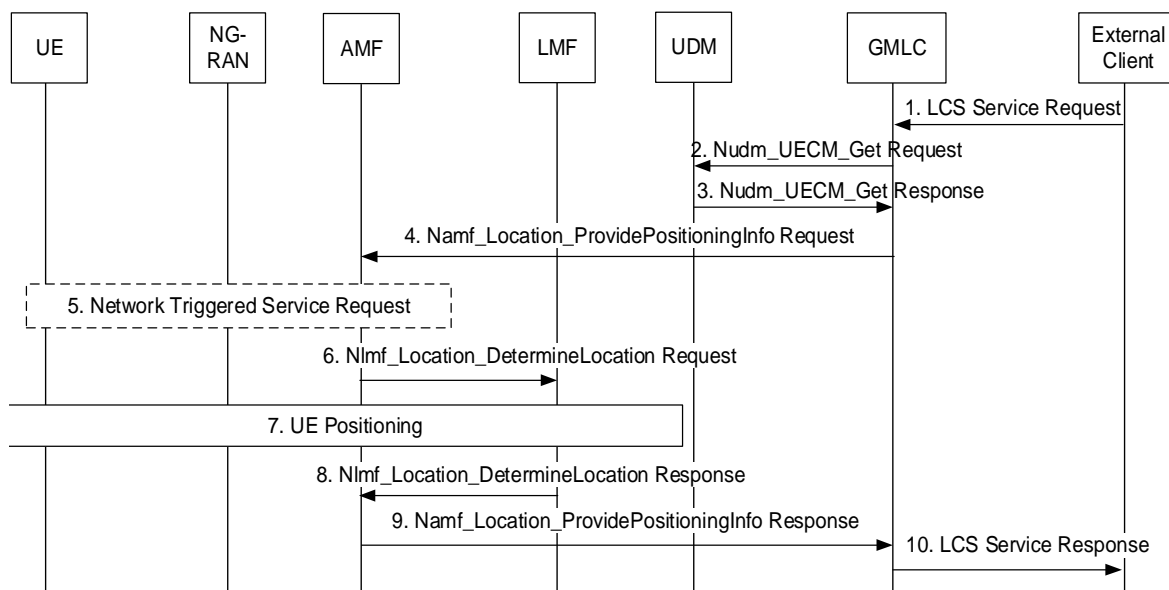 UE
NG-
RAN
AMF
LMF
UDM
GMLC
External
Client
1. LCS Service Request
2. Nudm_UECM_Get Request
3. Nudm_UECM_Get Response
4. Namf_Location_ProvidePositioningInfo Request
5. Network Triggered Service Request
6. Nlmf_Location_DetermineLocation Request
7. UE Positioning
8. Nlmf_Location_DetermineLocation Response
9. Namf_Location_ProvidePositioningInfo Response
10. LCS Service Response